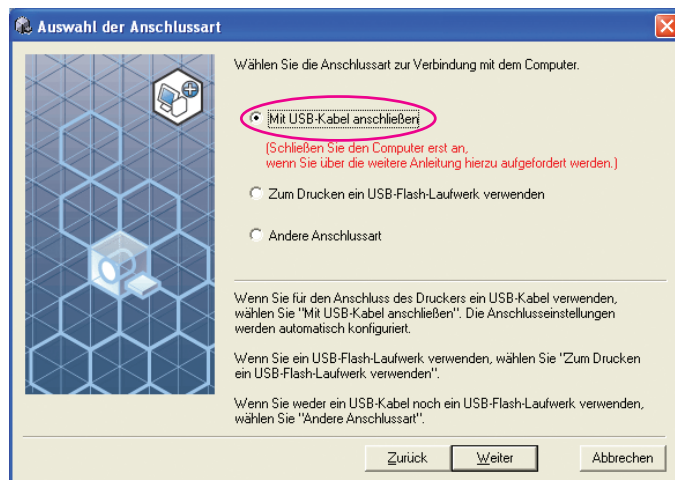 Auswahl der Anschlussart
Wählen Sie die Anschlussart zur Verbindung mit dem Computer.
Mit USB-Kabel anschließen
(Schließen Sie den Computer erst an,
wenn Sie über die weitere Anleitung hierzu aufgefordert werden.)
Zum Drucken ein USB-Flash-Laufwerk verwenden
Andere Anschlussart
Wenn Sie für den Anschluss des Druckers ein USB-Kabel verwenden,
wählen Sie "Mit USB-Kabel anschließen". Die Anschlusseinstellungen
werden automatisch konfiguriert.
Wenn Sie ein USB-Flash-Laufwerk verwenden, wählen Sie "Zum Drucken
ein USB-Flash-Laufwerk verwenden".
Wenn Sie weder ein USB-Kabel noch ein USB-Flash-Laufwerk verwenden,
wählen Sie "Andere Anschlussart".
Zurück Weiter Abbrechen